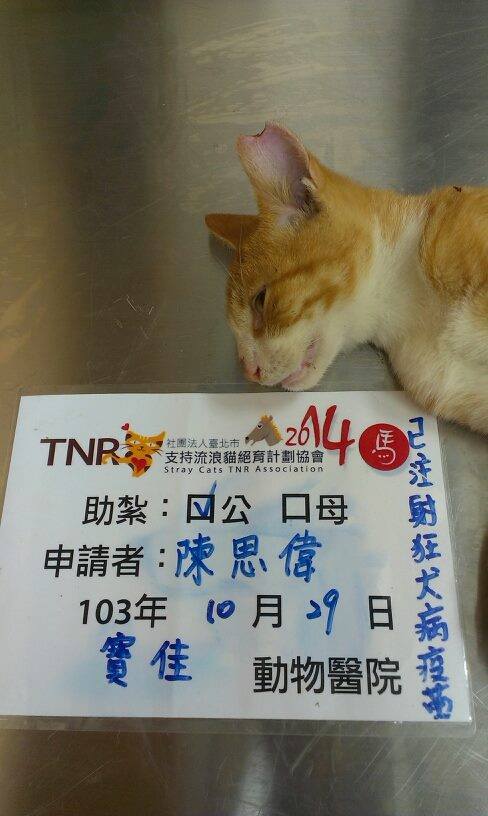 TNR 社團法人臺北市 2014 馬
支持流浪貓絕育計劃協會
Stray Cats TNR Association
助紮：☑公 口母
申請者：陳思偉
103年 10月29日
寶佳 動物醫院
已注射狂犬病疫苗